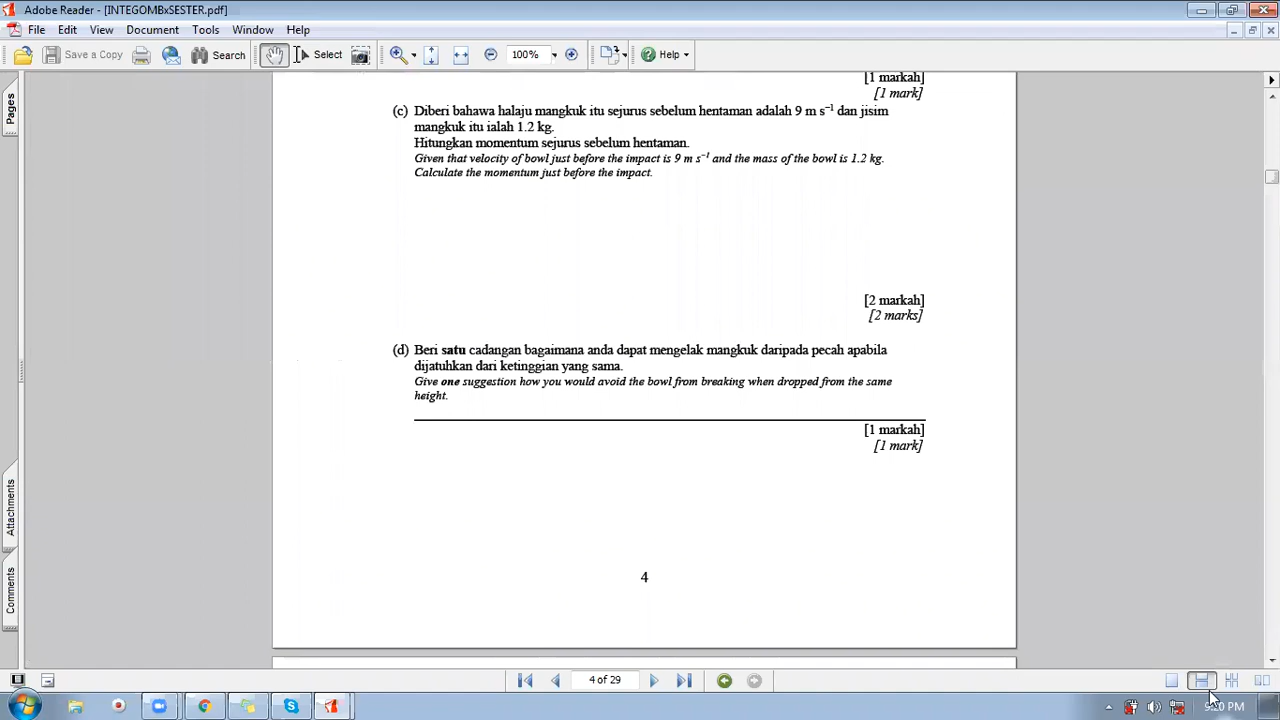 Adobe Reader - [INTEGOMBxSESTER.pdf]
File Edit View Document Tools Window Help
Save a Copy Search Select 100% Help
Pages
[1 markah]
[1 mark]
(c) Diberi bahawa halaju mangkuk itu sejurus sebelum hentaman adalah 9 m s⁻¹ dan jisim
mangkuk itu ialah 1.2 kg.
Hitungkan momentum sejurus sebelum hentaman.
Given that velocity of bowl just before the impact is 9 m s⁻¹ and the mass of the bowl is 1.2 kg.
Calculate the momentum just before the impact.
[2 markah]
[2 marks]
(d) Beri satu cadangan bagaimana anda dapat mengelak mangkuk daripada pecah apabila
dijatuhkan dari ketinggian yang sama.
Give one suggestion how you would avoid the bowl from breaking when dropped from the same
height.
[1 markah]
[1 mark]
Attachments
Comments
4
4 of 29